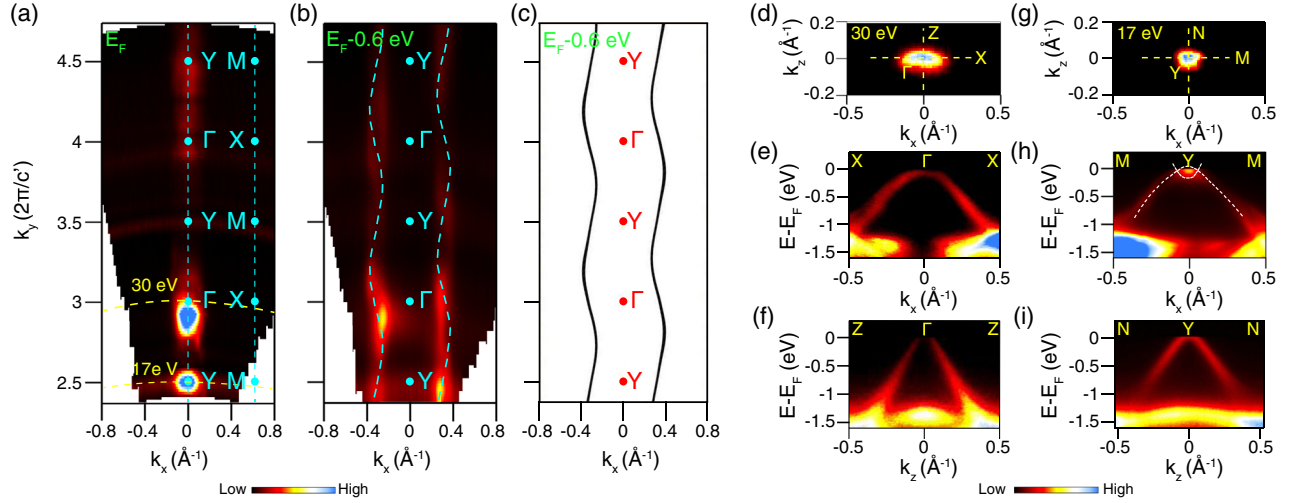 (a)
E_F
k_y (2π/c')
4.5
4
3.5
3
2.5
Y M
Γ X
Y M
30 eV
Γ X
17e V
Y M
-0.8 -0.4 0 0.4 0.8
k_x (Å⁻¹)
(b)
E_F-0.6 eV
Y
Γ
Y
Γ
Y
-0.8 -0.4 0 0.4 0.8
k_x (Å⁻¹)
(c)
E_F-0.6 eV
Y
Γ
Y
Γ
Y
-0.8 -0.4 0 0.4 0.8
k_x (Å⁻¹)
Low High
(d)
30 eV Z
Γ X
k_z (Å⁻¹)
0.2
0
-0.2
-0.5 0 0.5
k_x (Å⁻¹)
(g)
17 eV N
Y M
k_z (Å⁻¹)
0.2
0
-0.2
-0.5 0 0.5
k_x (Å⁻¹)
(e)
X Γ X
E-E_F (eV)
0
-0.5
-1
-1.5
-0.5 0 0.5
k_x (Å⁻¹)
(h)
M Y M
E-E_F (eV)
0
-0.5
-1
-1.5
-0.5 0 0.5
k_x (Å⁻¹)
(f)
Z Γ Z
E-E_F (eV)
0
-0.5
-1
-1.5
-0.5 0 0.5
k_z (Å⁻¹)
(i)
N Y N
E-E_F (eV)
0
-0.5
-1
-1.5
-0.5 0 0.5
k_z (Å⁻¹)
Low High